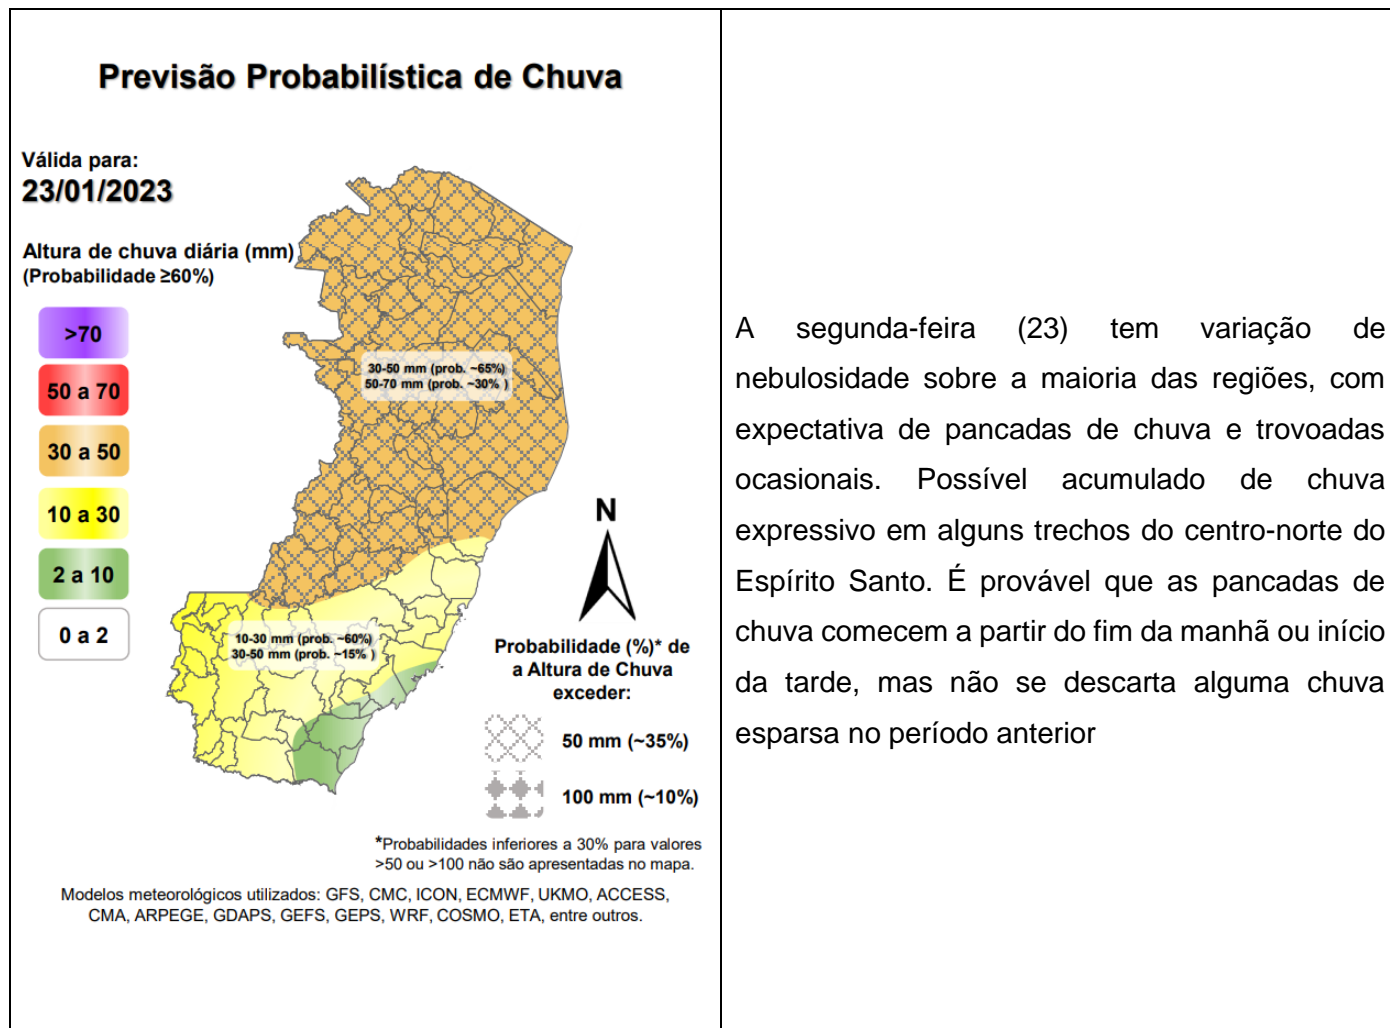 Previsão Probabilística de Chuva
Válida para:
23/01/2023
Altura de chuva diária (mm)
(Probabilidade ≥60%)
>70
50 a 70
30 a 50
10 a 30
2 a 10
0 a 2
30-50 mm (prob. ~65%)
50-70 mm (prob. ~30% )
10-30 mm (prob. ~60%)
30-50 mm (prob. ~15% )
N
Probabilidade (%)* de
a Altura de Chuva
exceder:
50 mm (~35%)
100 mm (~10%)
*Probabilidades inferiores a 30% para valores
>50 ou >100 não são apresentadas no mapa.
Modelos meteorológicos utilizados: GFS, CMC, ICON, ECMWF, UKMO, ACCESS,
CMA, ARPEGE, GDAPS, GEFS, GEPS, WRF, COSMO, ETA, entre outros.
A segunda-feira (23) tem variação de
nebulosidade sobre a maioria das regiões, com
expectativa de pancadas de chuva e trovoadas
ocasionais. Possível acumulado de chuva
expressivo em alguns trechos do centro-norte do
Espírito Santo. É provável que as pancadas de
chuva comecem a partir do fim da manhã ou início
da tarde, mas não se descarta alguma chuva
esparsa no período anterior